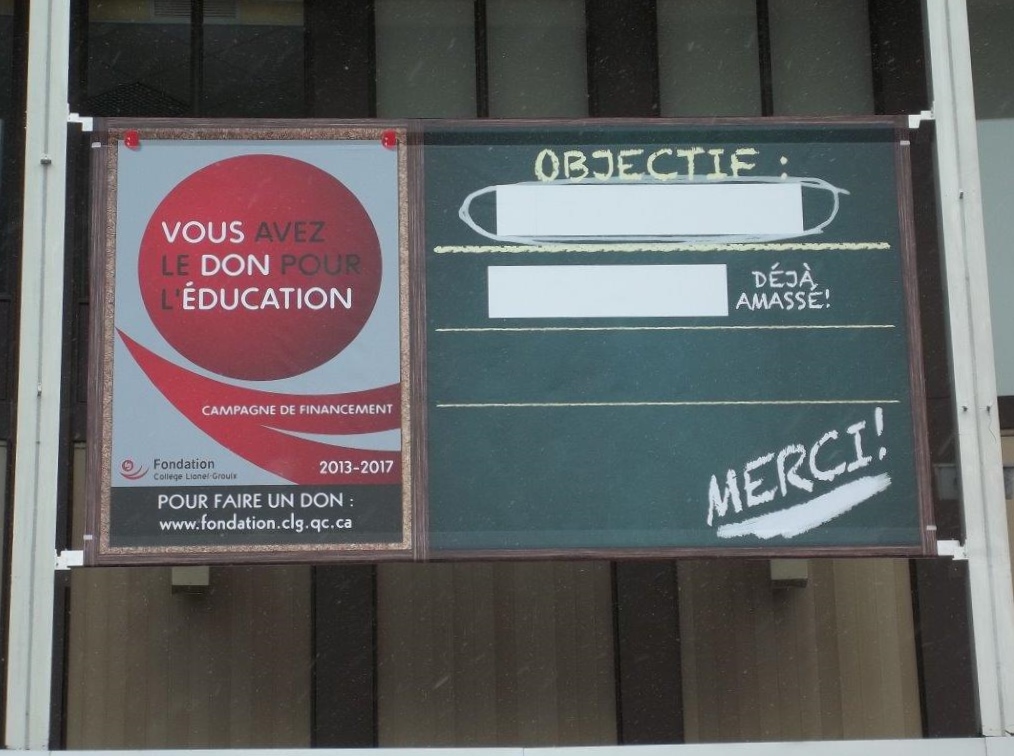 VOUS AVEZ
LE DON POUR
L'ÉDUCATION
CAMPAGNE DE FINANCEMENT
2013-2017
Fondation
Collège Lionel-Groulx
POUR FAIRE UN DON :
www.fondation.clg.qc.ca
OBJECTIF :
DÉJÀ
AMASSÉ!
MERCI!